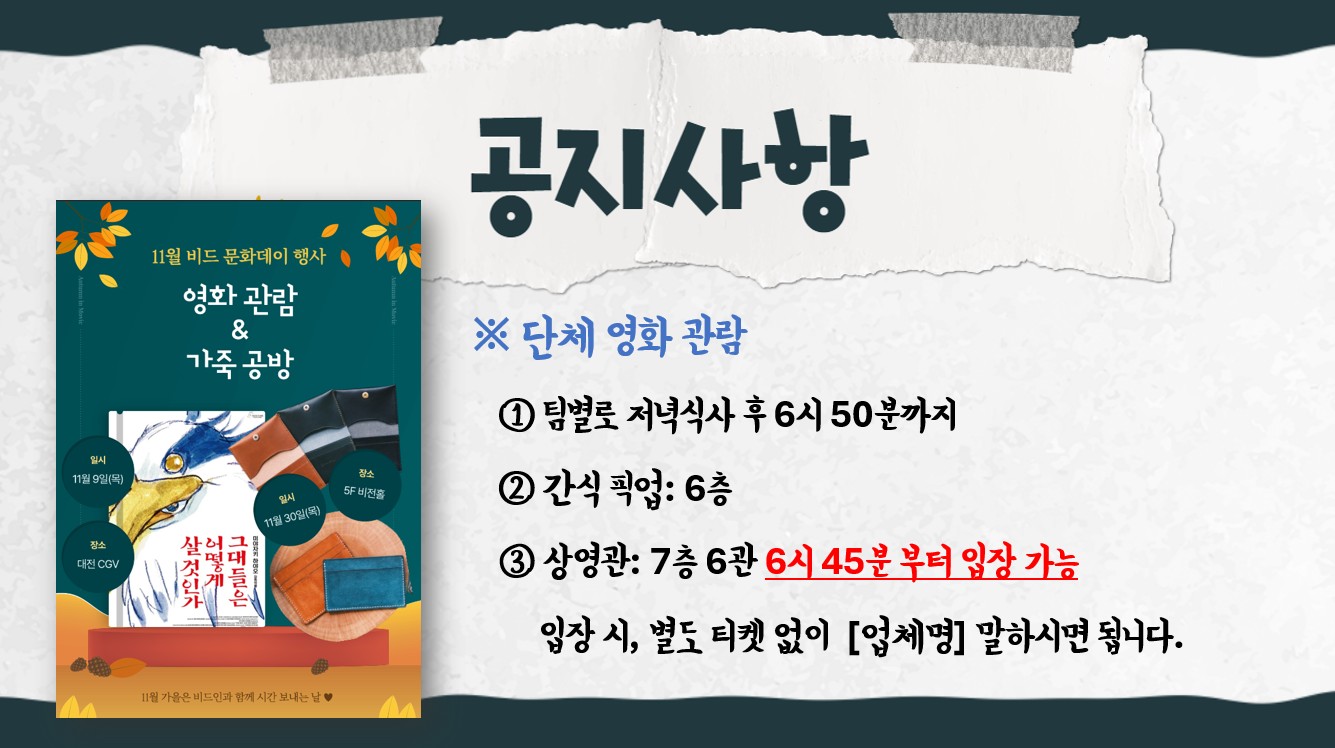 공지사항
11월 비드 문화데이 행사
영화 관람
&
가죽 공방
일시
11월 9일(목)
장소
대전 CGV
그대들은
어떻게
살 것인가
미야자키 하야오
일시
11월 30일(목)
장소
5F 비전홀
11월 가을은 비드인과 함께 시간 보내는 날 ♥
※ 단체 영화 관람
① 팀별로 저녁식사 후 6시 50분까지
② 간식 픽업: 6층
③ 상영관: 7층 6관 6시 45분 부터 입장 가능
입장 시, 별도 티켓 없이 [업체명] 말하시면 됩니다.